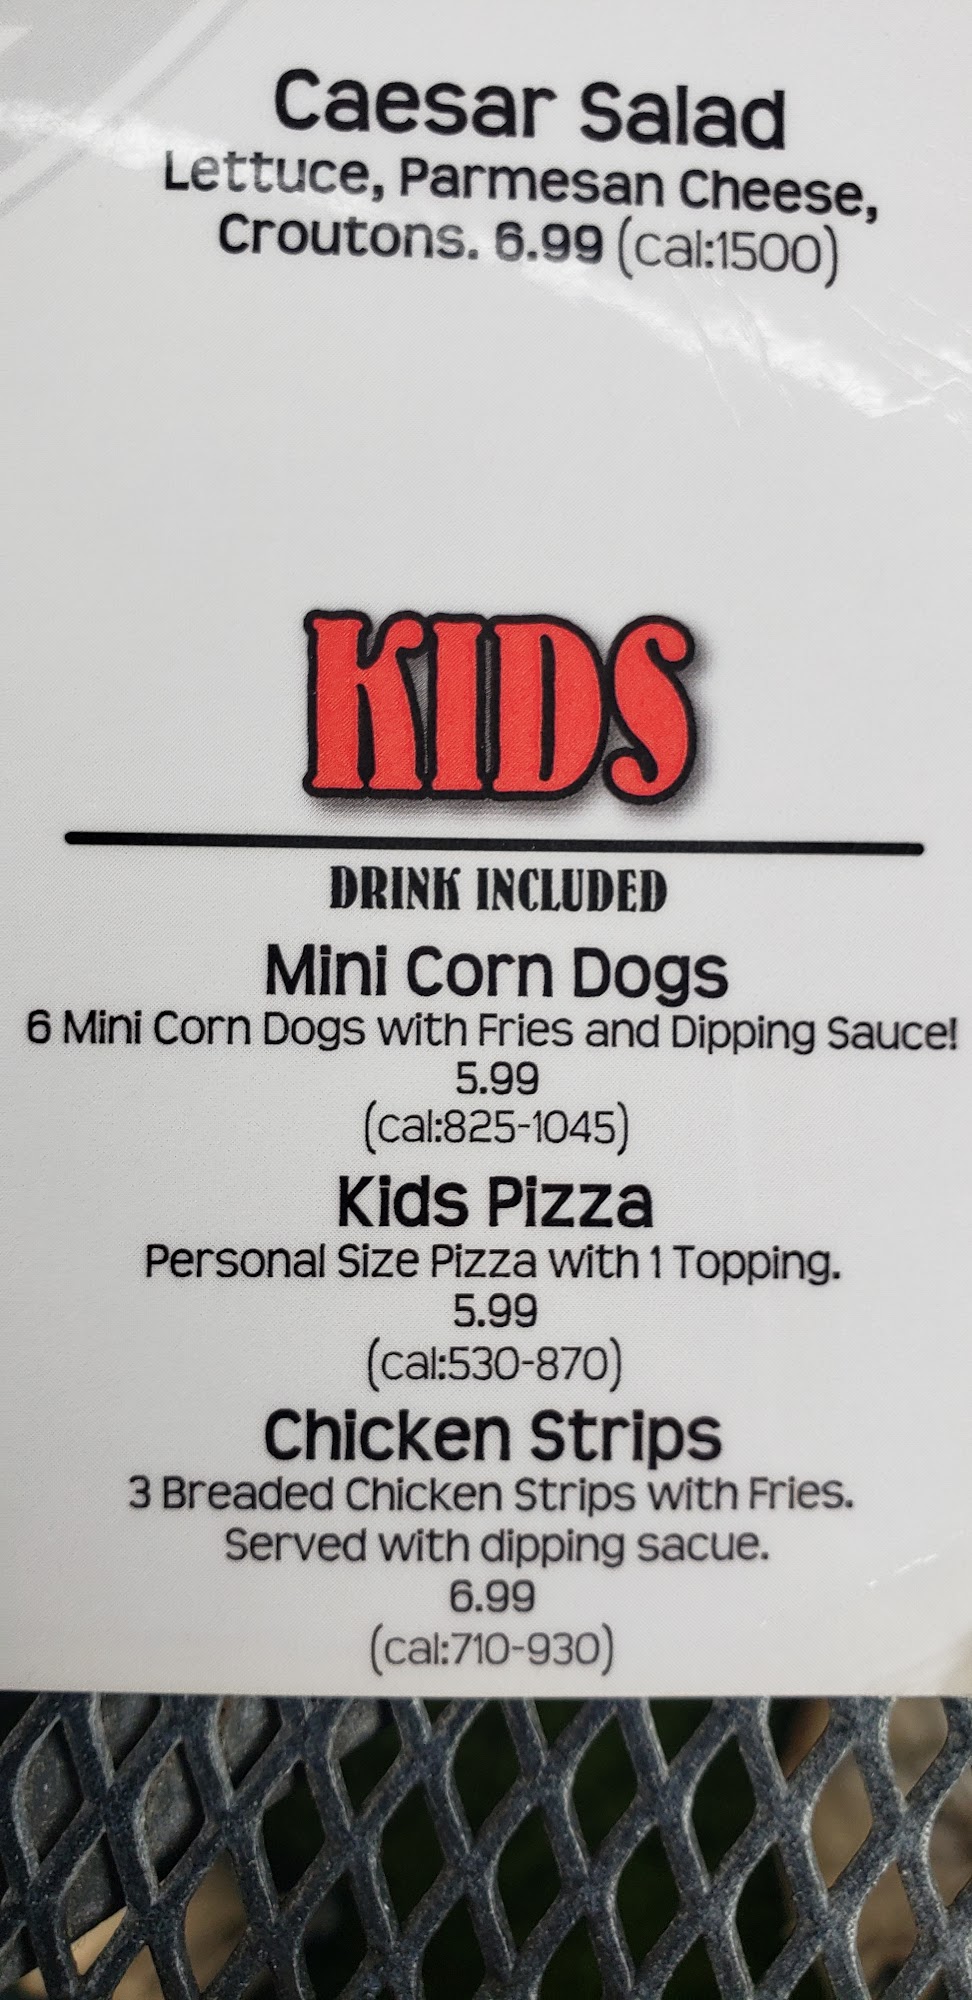 Caesar Salad
Lettuce, Parmesan Cheese,
Croutons. 6.99 (cal:1500)
KIDS
DRINK INCLUDED
Mini Corn Dogs
6 Mini Corn Dogs with Fries and Dipping Sauce!
5.99
(cal:825-1045)
Kids Pizza
Personal Size Pizza with 1 Topping.
5.99
(cal:530-870)
Chicken Strips
3 Breaded Chicken Strips with Fries.
Served with dipping sacue.
6.99
(cal:710-930)